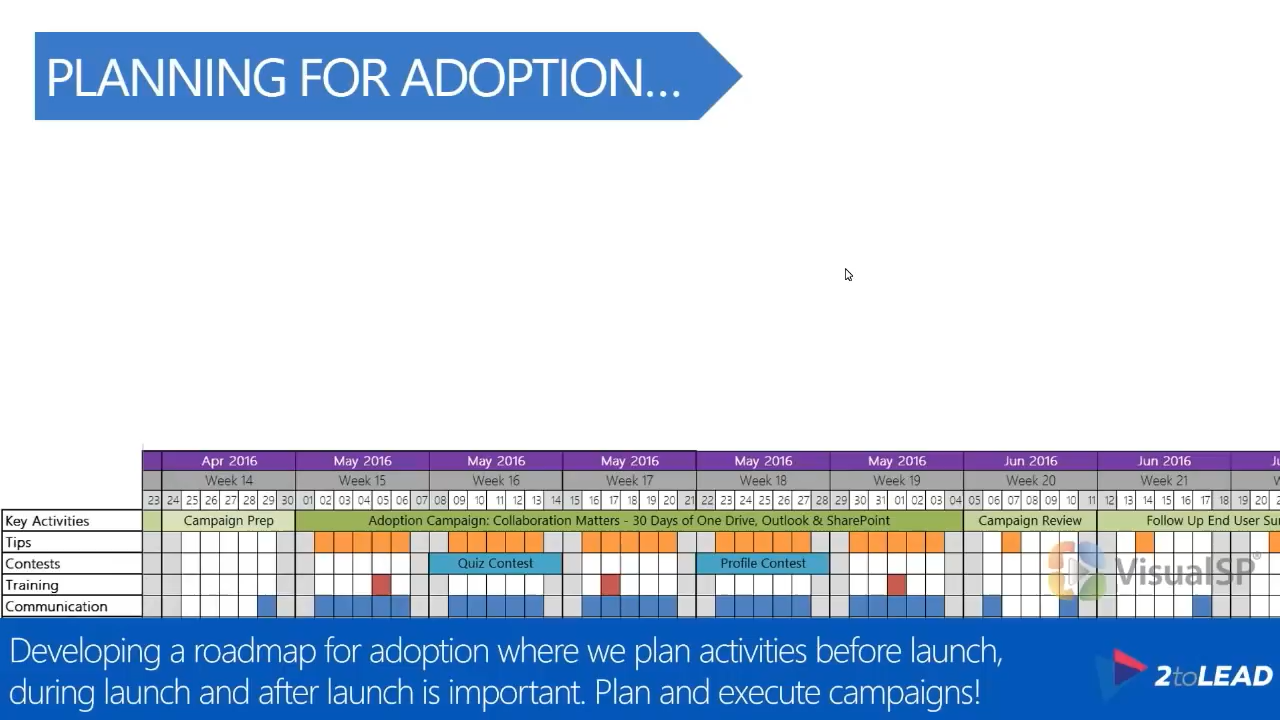 PLANNING FOR ADOPTION...
Apr 2016 May 2016 May 2016 May 2016 May 2016 May 2016 Jun 2016 Jun 2016
Week 14 Week 15 Week 16 Week 17 Week 18 Week 19 Week 20 Week 21
23 24 25 26 27 28 29 30 01 02 03 04 05 06 07 08 09 10 11 12 13 14 15 16 17 18 19 20 21 22 23 24 25 26 27 28 29 30 31 01 02 03 04 05 06 07 08 09 10 11 12 13 14 15 16 17 18 19 20
Key Activities Campaign Prep Adoption Campaign: Collaboration Matters - 30 Days of One Drive, Outlook & SharePoint Campaign Review Follow Up End User
Tips
Contests Quiz Contest Profile Contest
Training
VisualSP®
Communication
Developing a roadmap for adoption where we plan activities before launch,
during launch and after launch is important. Plan and execute campaigns!
2toLEAD